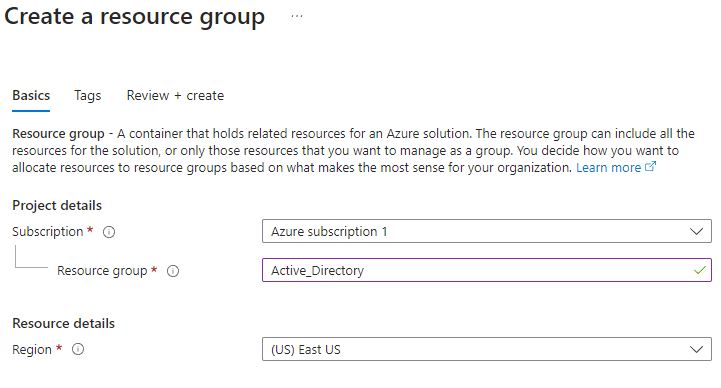 Create a resource group ...
Basics Tags Review + create
Resource group - A container that holds related resources for an Azure solution. The resource group can include all the
resources for the solution, or only those resources that you want to manage as a group. You decide how you want to
allocate resources to resource groups based on what makes the most sense for your organization. Learn more
Project details
Subscription * Azure subscription 1
Resource group * Active_Directory
Resource details
Region * (US) East US